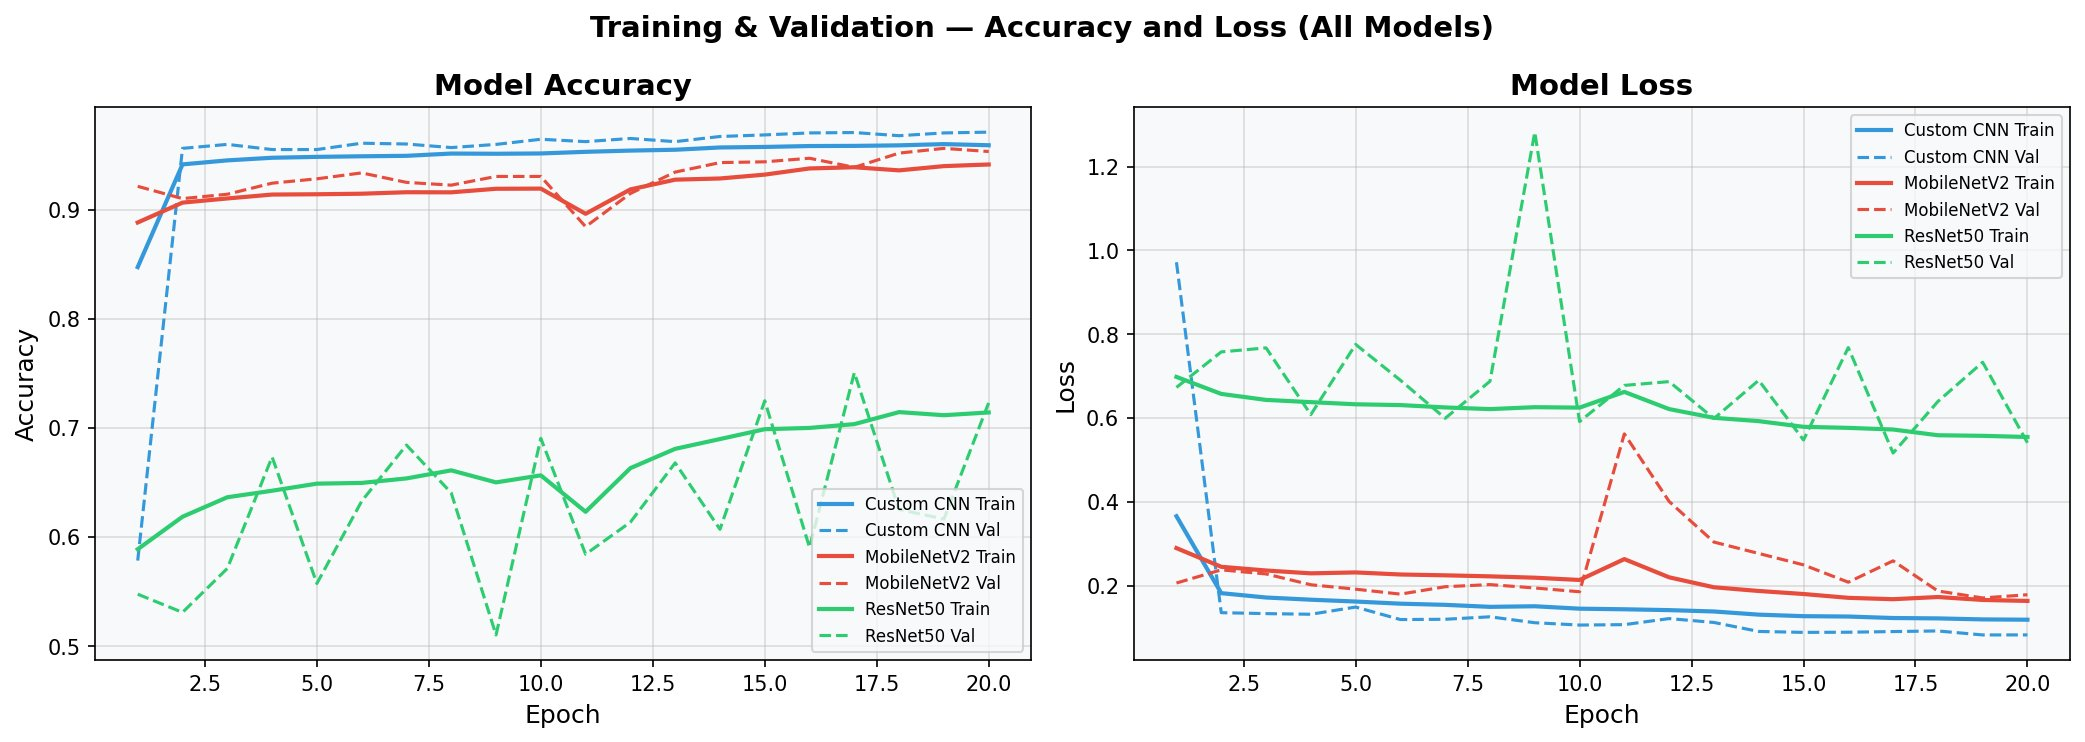 Training & Validation — Accuracy and Loss (All Models)
Model Accuracy
Accuracy
0.9
0.8
0.7
0.6
0.5
2.5 5.0 7.5 10.0 12.5 15.0 17.5 20.0
Epoch
Custom CNN Train
Custom CNN Val
MobileNetV2 Train
MobileNetV2 Val
ResNet50 Train
ResNet50 Val
Model Loss
Loss
1.2
1.0
0.8
0.6
0.4
0.2
2.5 5.0 7.5 10.0 12.5 15.0 17.5 20.0
Epoch
Custom CNN Train
Custom CNN Val
MobileNetV2 Train
MobileNetV2 Val
ResNet50 Train
ResNet50 Val